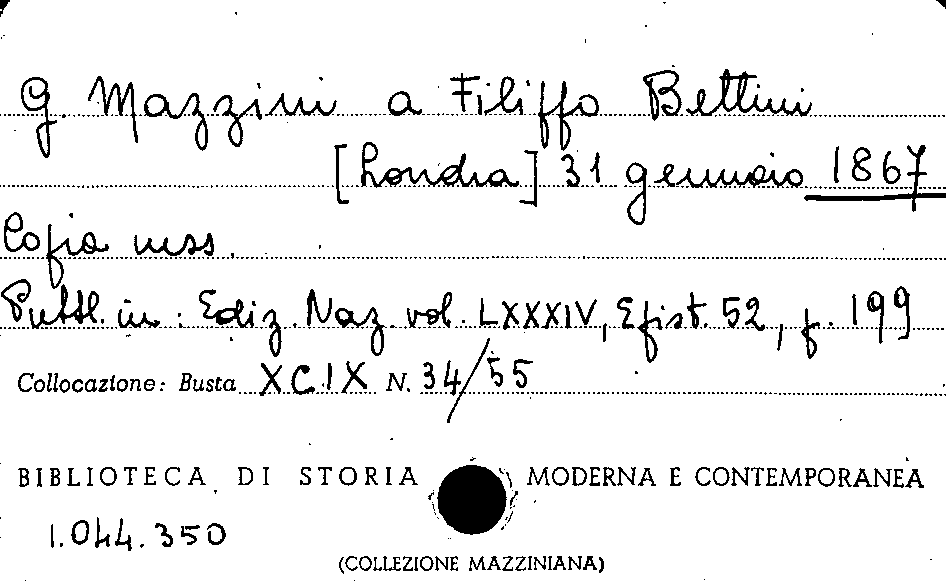 G. Mazzini a Filippo Bettini
[Londra] 31 gennaio 1867
Copia mss.
Pubbl. in: Ediz. Naz. vol. LXXXIV, Epist. 52, p. 199
Collocazione: Busta XCIX N. 34/55
BIBLIOTECA DI STORIA MODERNA E CONTEMPORANEA
1.044.350
(COLLEZIONE MAZZINIANA)